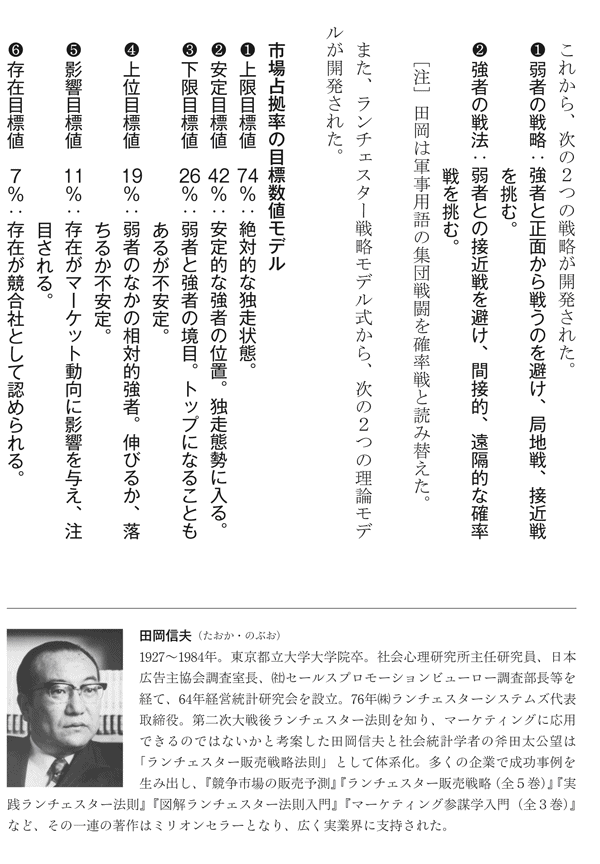 これから、次の2つの戦略が開発された。
❶ 弱者の戦略：強者と正面から戦うのを避け、局地戦、接近戦
を挑む。
❷ 強者の戦法：弱者との接近戦を避け、間接的、遠隔的な確率
戦を挑む。
［注］田岡は軍事用語の集団戦闘を確率戦と読み替えた。
また、ランチェスター戦略モデル式から、次の2つの理論モデ
ルが開発された。
市場占拠率の目標数値モデル
❶ 上限目標値 74％：絶対的な独走状態。
❷ 安定目標値 42％：安定的な強者の位置。独走態勢に入る。
❸ 下限目標値 26％：弱者と強者の境目。トップになることも
あるが不安定。
❹ 上位目標値 19％：弱者のなかの相対的強者。伸びるか、落
ちるか不安定。
❺ 影響目標値 11％：存在がマーケット動向に影響を与え、注
目される。
❻ 存在目標値 7％：存在が競合社として認められる。
田岡信夫（たおか・のぶお）
1927〜1984年。東京都立大学大学院卒。社会心理研究所主任研究員、日本
広告主協会調査室長、㈳セールスプロモーションビューロー調査部長等を
経て、64年経営統計研究会を設立。76年㈱ランチェスターシステムズ代表
取締役。第二次大戦後ランチェスター法則を知り、マーケティングに応用
できるのではないかと考案した田岡信夫と社会統計学者の斧田太公望は
「ランチェスター販売戦略法則」として体系化。多くの企業で成功事例を
生み出し、『競争市場の販売予測』『ランチェスター販売戦略（全５巻）』『実
践ランチェスター法則』『図解ランチェスター法則入門』『マーケティング参謀学入門（全３巻）』
など、その一連の著作はミリオンセラーとなり、広く実業界に支持された。